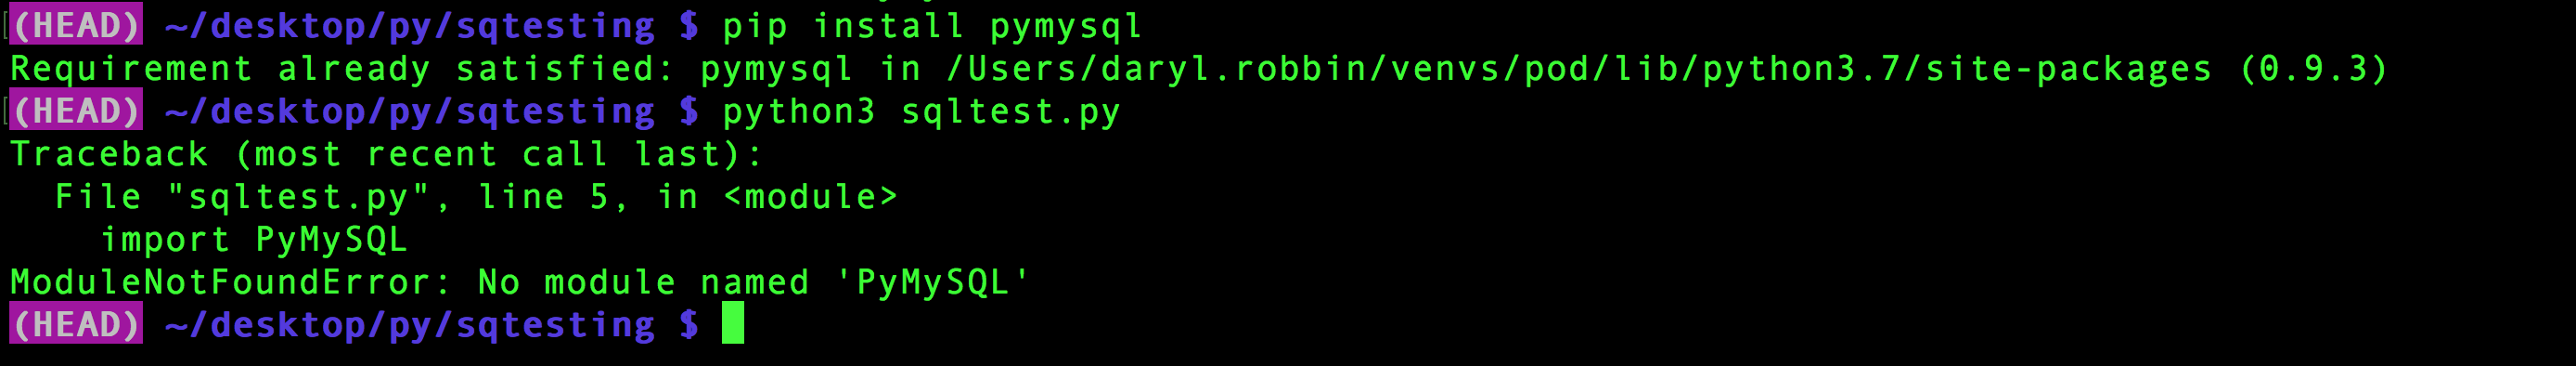 (HEAD) ~/desktop/py/sqtesting $ pip install pymysql
Requirement already satisfied: pymysql in /Users/daryl.robbin/venvs/pod/lib/python3.7/site-packages (0.9.3)
(HEAD) ~/desktop/py/sqtesting $ python3 sqltest.py
Traceback (most recent call last):
  File "sqltest.py", line 5, in <module>
    import PyMySQL
ModuleNotFoundError: No module named 'PyMySQL'
(HEAD) ~/desktop/py/sqtesting $